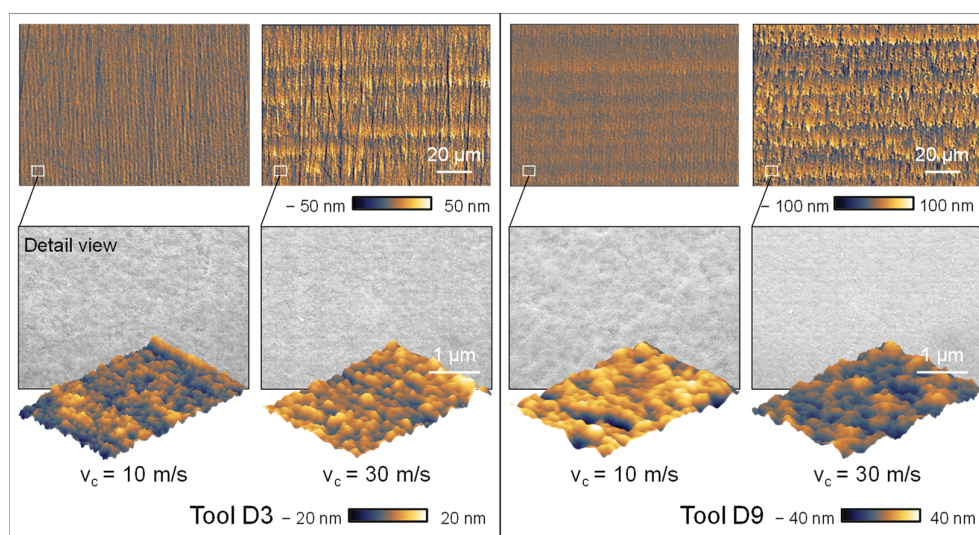 20 µm
20 µm
– 50 nm 50 nm
– 100 nm 100 nm
Detail view
1 µm
1 µm
vc = 10 m/s
vc = 30 m/s
vc = 10 m/s
vc = 30 m/s
Tool D3 – 20 nm 20 nm
Tool D9 – 40 nm 40 nm